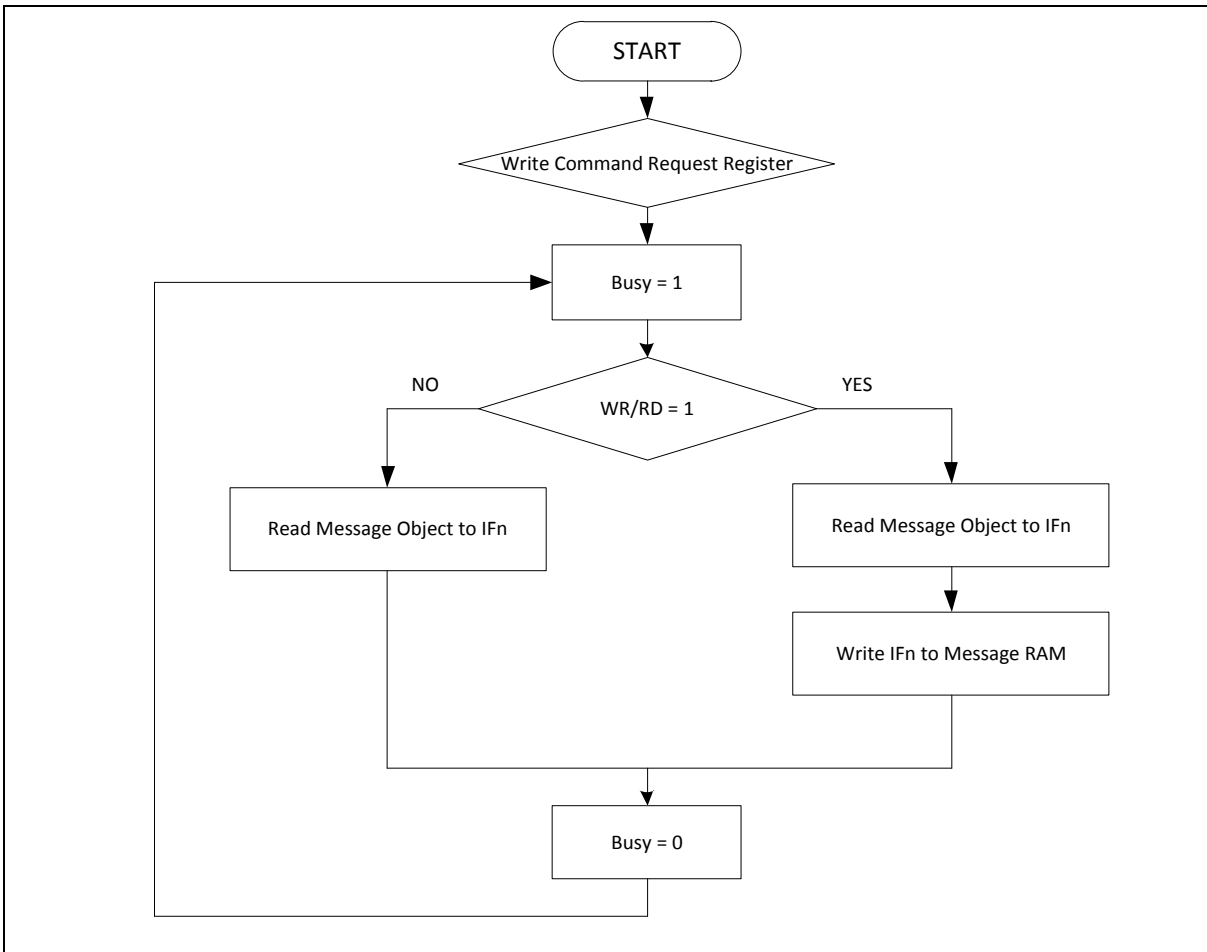 START
Write Command Request Register
Busy = 1
NO
YES
WR/RD = 1
Read Message Object to IFn
Read Message Object to IFn
Write IFn to Message RAM
Busy = 0